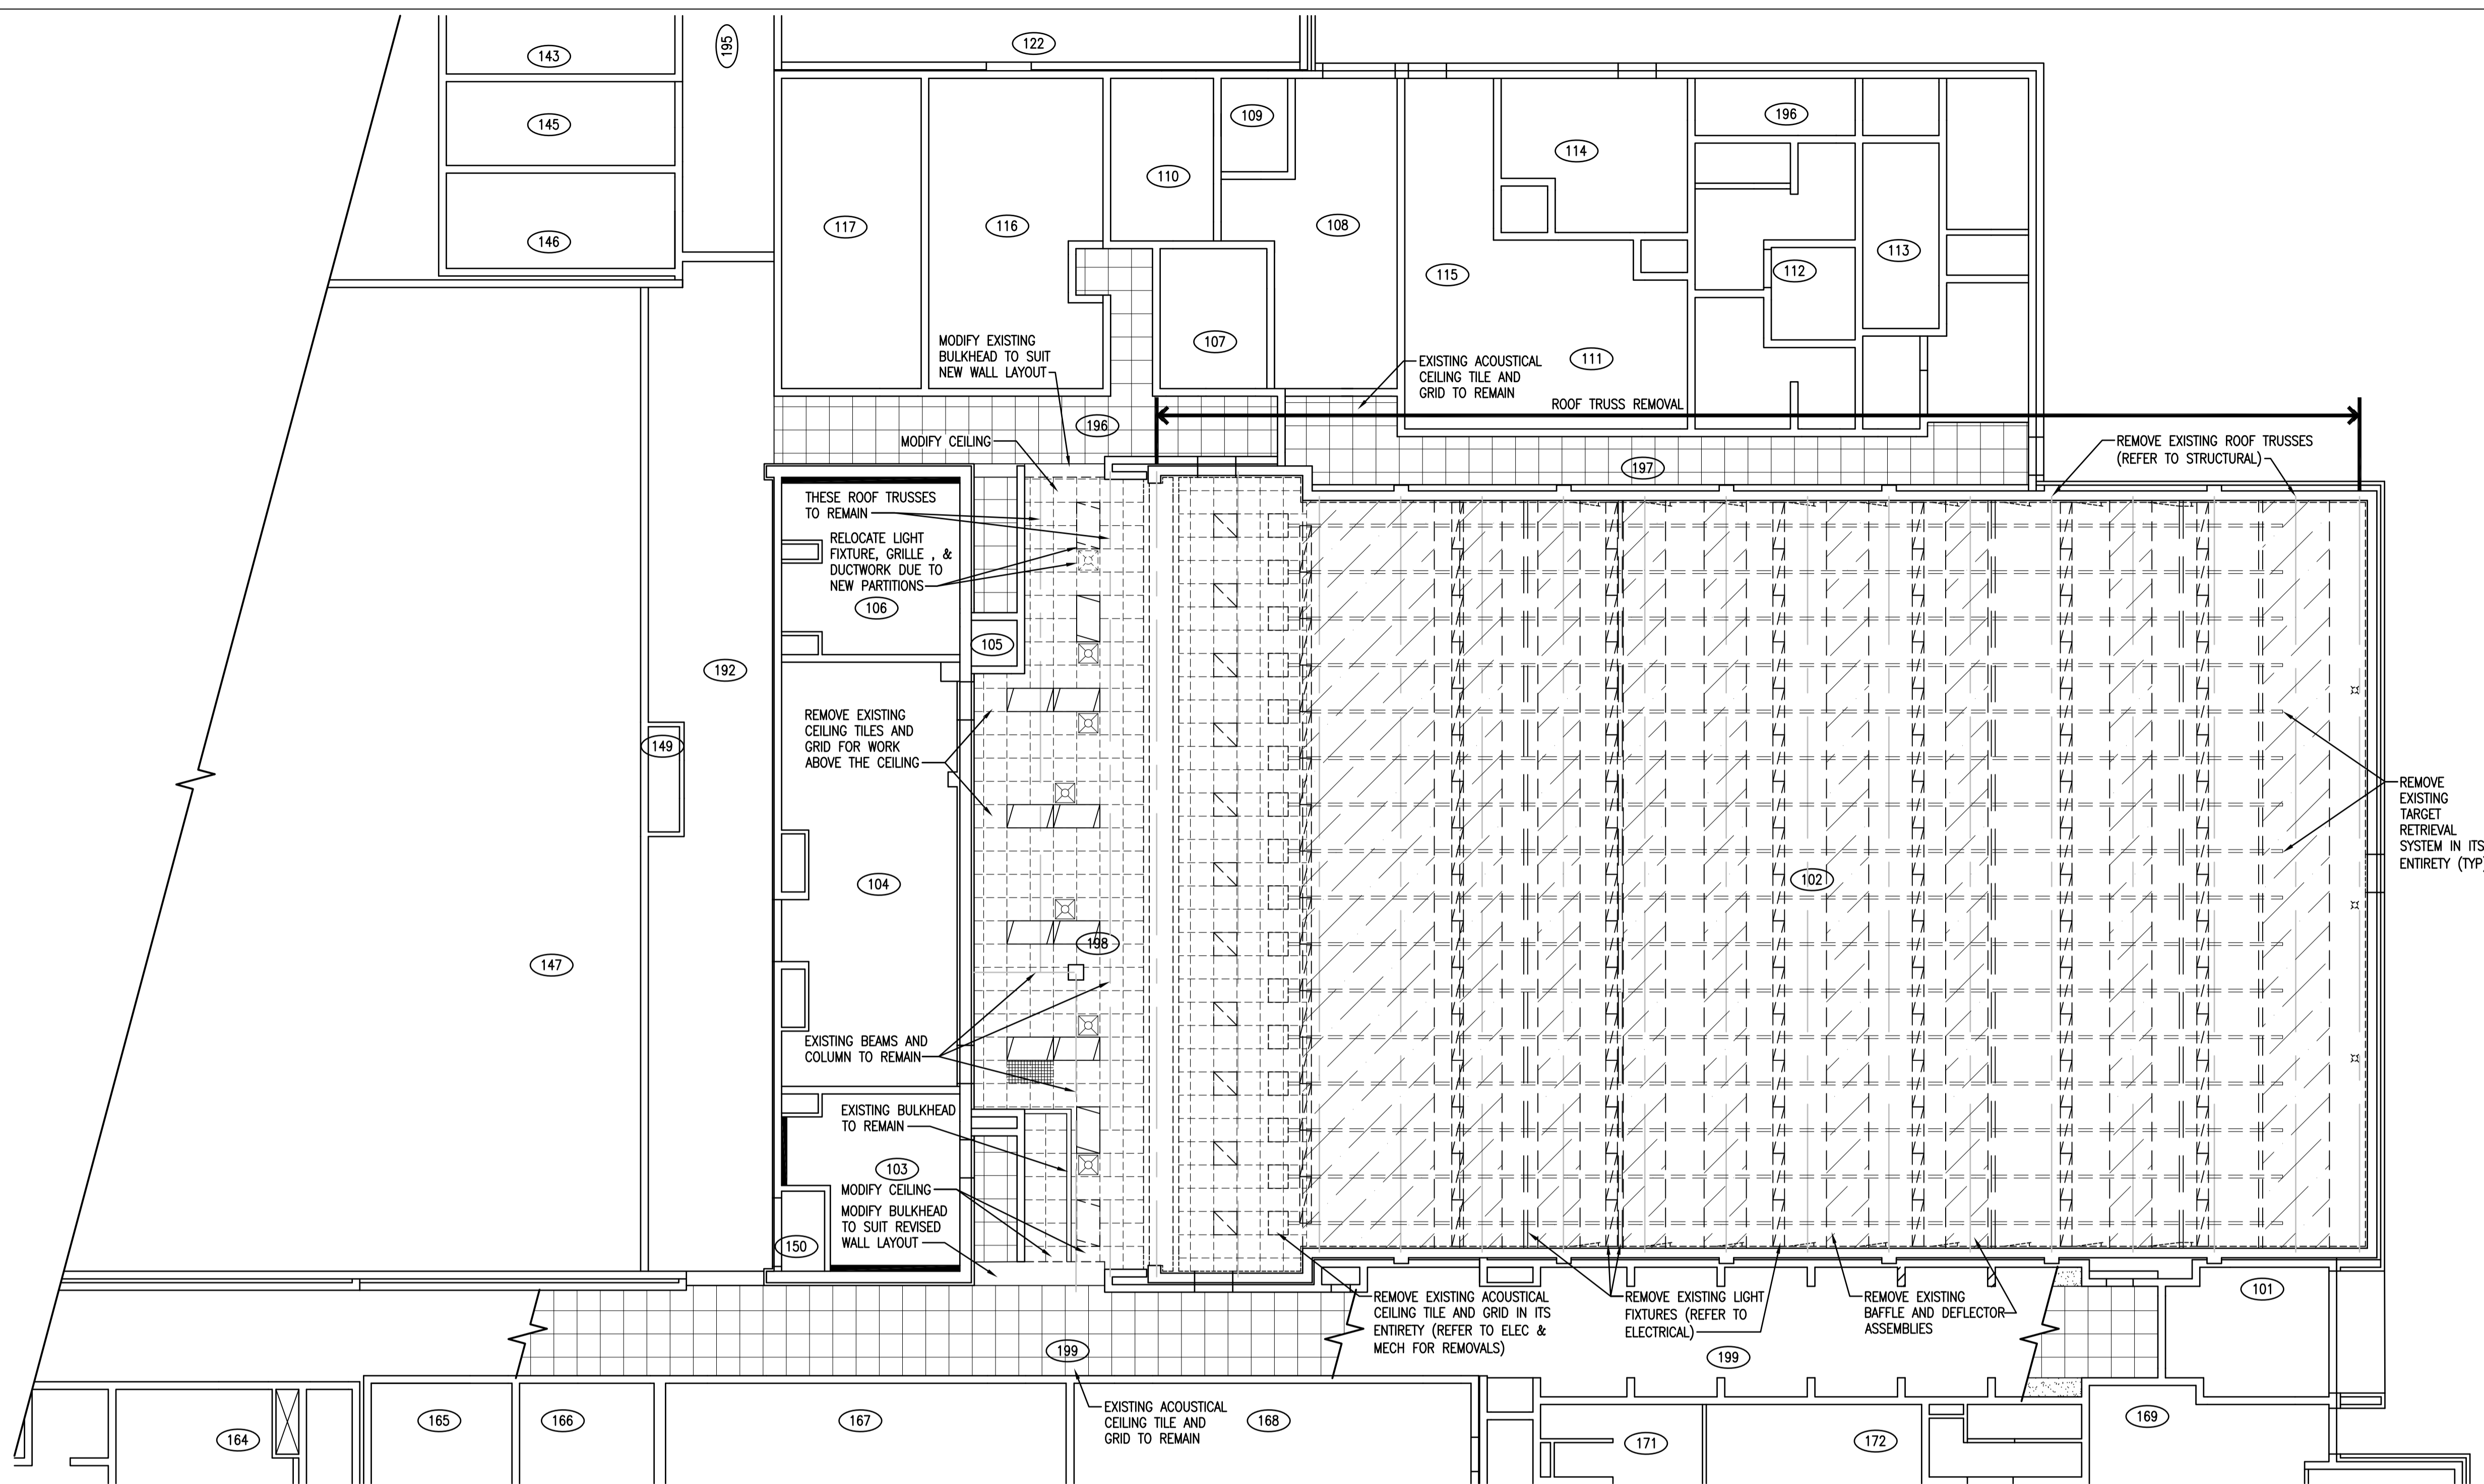 143
195
122
145
109
196
114
110
146
117
116
108
113
115
112
107
111
MODIFY EXISTING
BULKHEAD TO SUIT
NEW WALL LAYOUT
EXISTING ACOUSTICAL
CEILING TILE AND
GRID TO REMAIN
ROOF TRUSS REMOVAL
196
MODIFY CEILING
REMOVE EXISTING ROOF TRUSSES
(REFER TO STRUCTURAL)
197
THESE ROOF TRUSSES
TO REMAIN
RELOCATE LIGHT
FIXTURE, GRILLE , &
DUCTWORK DUE TO
NEW PARTITIONS
106
105
192
REMOVE EXISTING
CEILING TILES AND
GRID FOR WORK
ABOVE THE CEILING
149
REMOVE
EXISTING
TARGET
RETRIEVAL
SYSTEM IN ITS
ENTIRETY (TYP)
104
102
198
147
EXISTING BEAMS AND
COLUMN TO REMAIN
EXISTING BULKHEAD
TO REMAIN
103
MODIFY CEILING
MODIFY BULKHEAD
TO SUIT REVISED
WALL LAYOUT
150
101
REMOVE EXISTING ACOUSTICAL
CEILING TILE AND GRID IN ITS
ENTIRETY (REFER TO ELEC &
MECH FOR REMOVALS)
REMOVE EXISTING LIGHT
FIXTURES (REFER TO
ELECTRICAL)
REMOVE EXISTING
BAFFLE AND DEFLECTOR
ASSEMBLIES
199
199
EXISTING ACOUSTICAL
CEILING TILE AND
GRID TO REMAIN
164
165
166
167
168
171
172
169